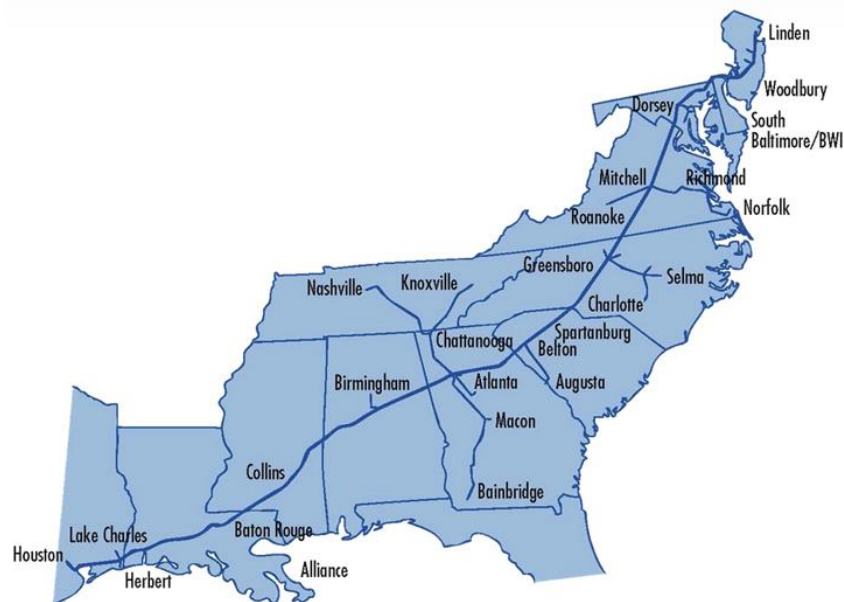 Linden
Woodbury
Dorsey
South
Baltimore/BWI
Mitchell
Richmond
Roanoke
Norfolk
Greensboro
Selma
Nashville
Knoxville
Charlotte
Chattanooga
Spartanburg
Belton
Birmingham
Atlanta
Augusta
Macon
Collins
Bainbridge
Lake Charles
Baton Rouge
Houston
Herbert
Alliance